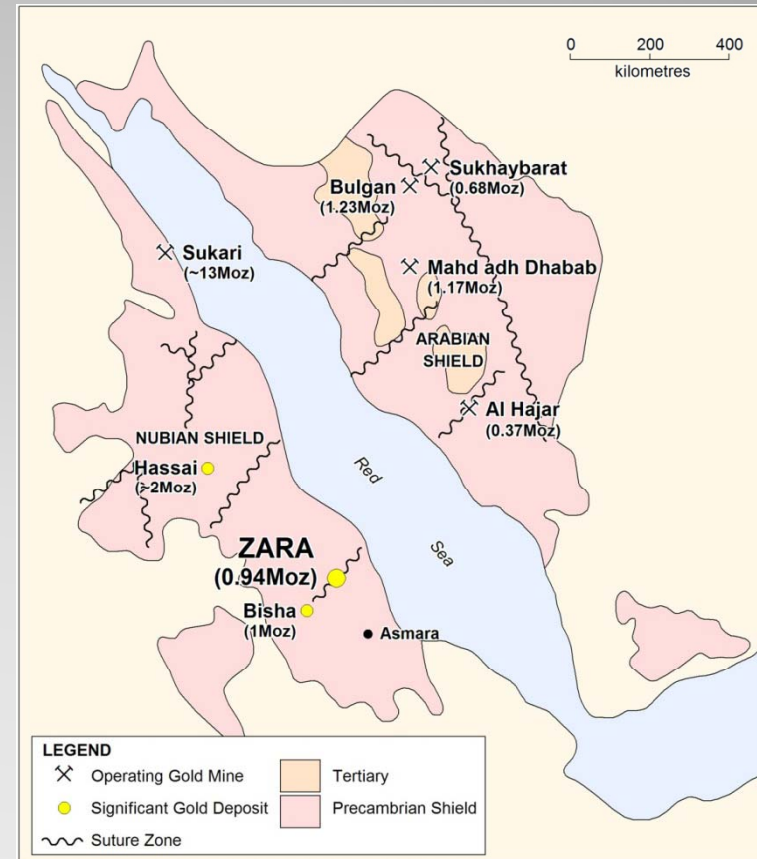 0 200 400
kilometres
Sukhaybarat
(0.68Moz)
Bulgan
(1.23Moz)
Sukari
(~13Moz)
Mahd adh Dhabab
(1.17Moz)
ARABIAN
SHIELD
Al Hajar
(0.37Moz)
NUBIAN SHIELD
Hassai
(~2Moz)
Red
Sea
ZARA
(0.94Moz)
Bisha
(1Moz)
Asmara
LEGEND
Operating Gold Mine
Tertiary
Significant Gold Deposit
Precambrian Shield
Suture Zone